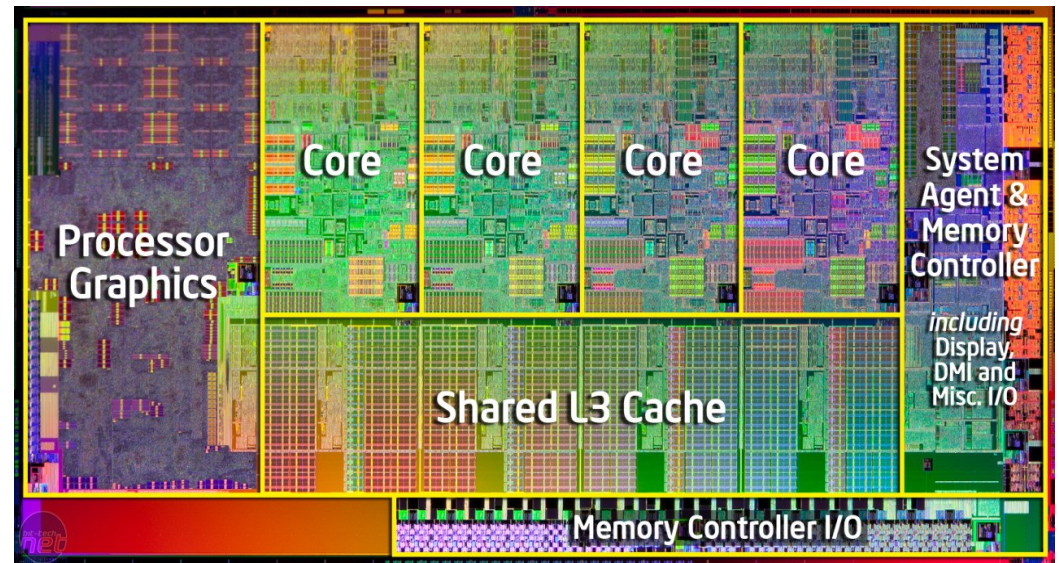 Processor
Graphics
Core
Core
Core
Core
System
Agent &
Memory
Controller
including
Display,
DMI and
Misc. I/O
Shared L3 Cache
Memory Controller I/O
bit-tech
net